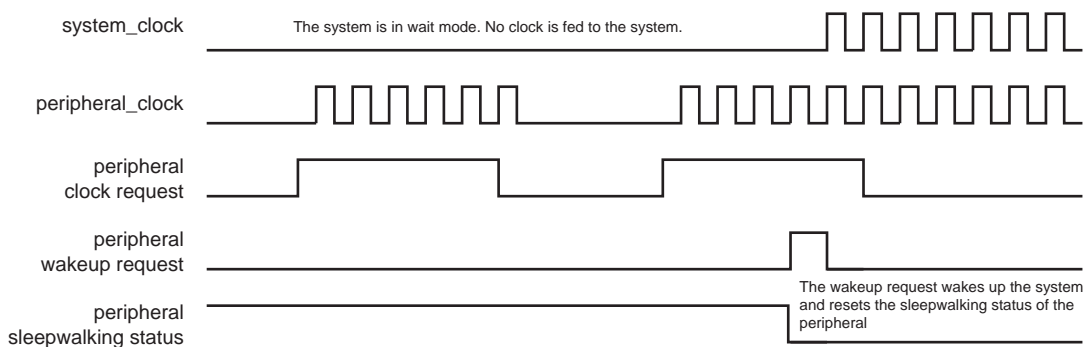 system_clock
The system is in wait mode. No clock is fed to the system.
peripheral_clock
peripheral
clock request
peripheral
wakeup request
The wakeup request wakes up the system
and resets the sleepwalking status of the
peripheral
peripheral
sleepwalking status